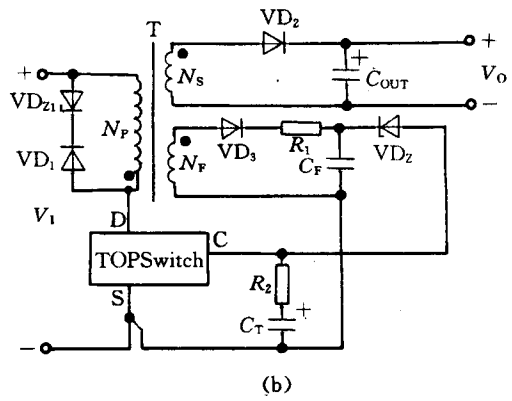 T
VD₂
+
+
N_S
C_OUT
V_O
−
+
VD_Z1
N_P
VD₁
VD₃
R₁
VD_Z
N_F
C_F
V_I
D
C
TOPSwitch
S
R₂
+
C_T
−
(b)